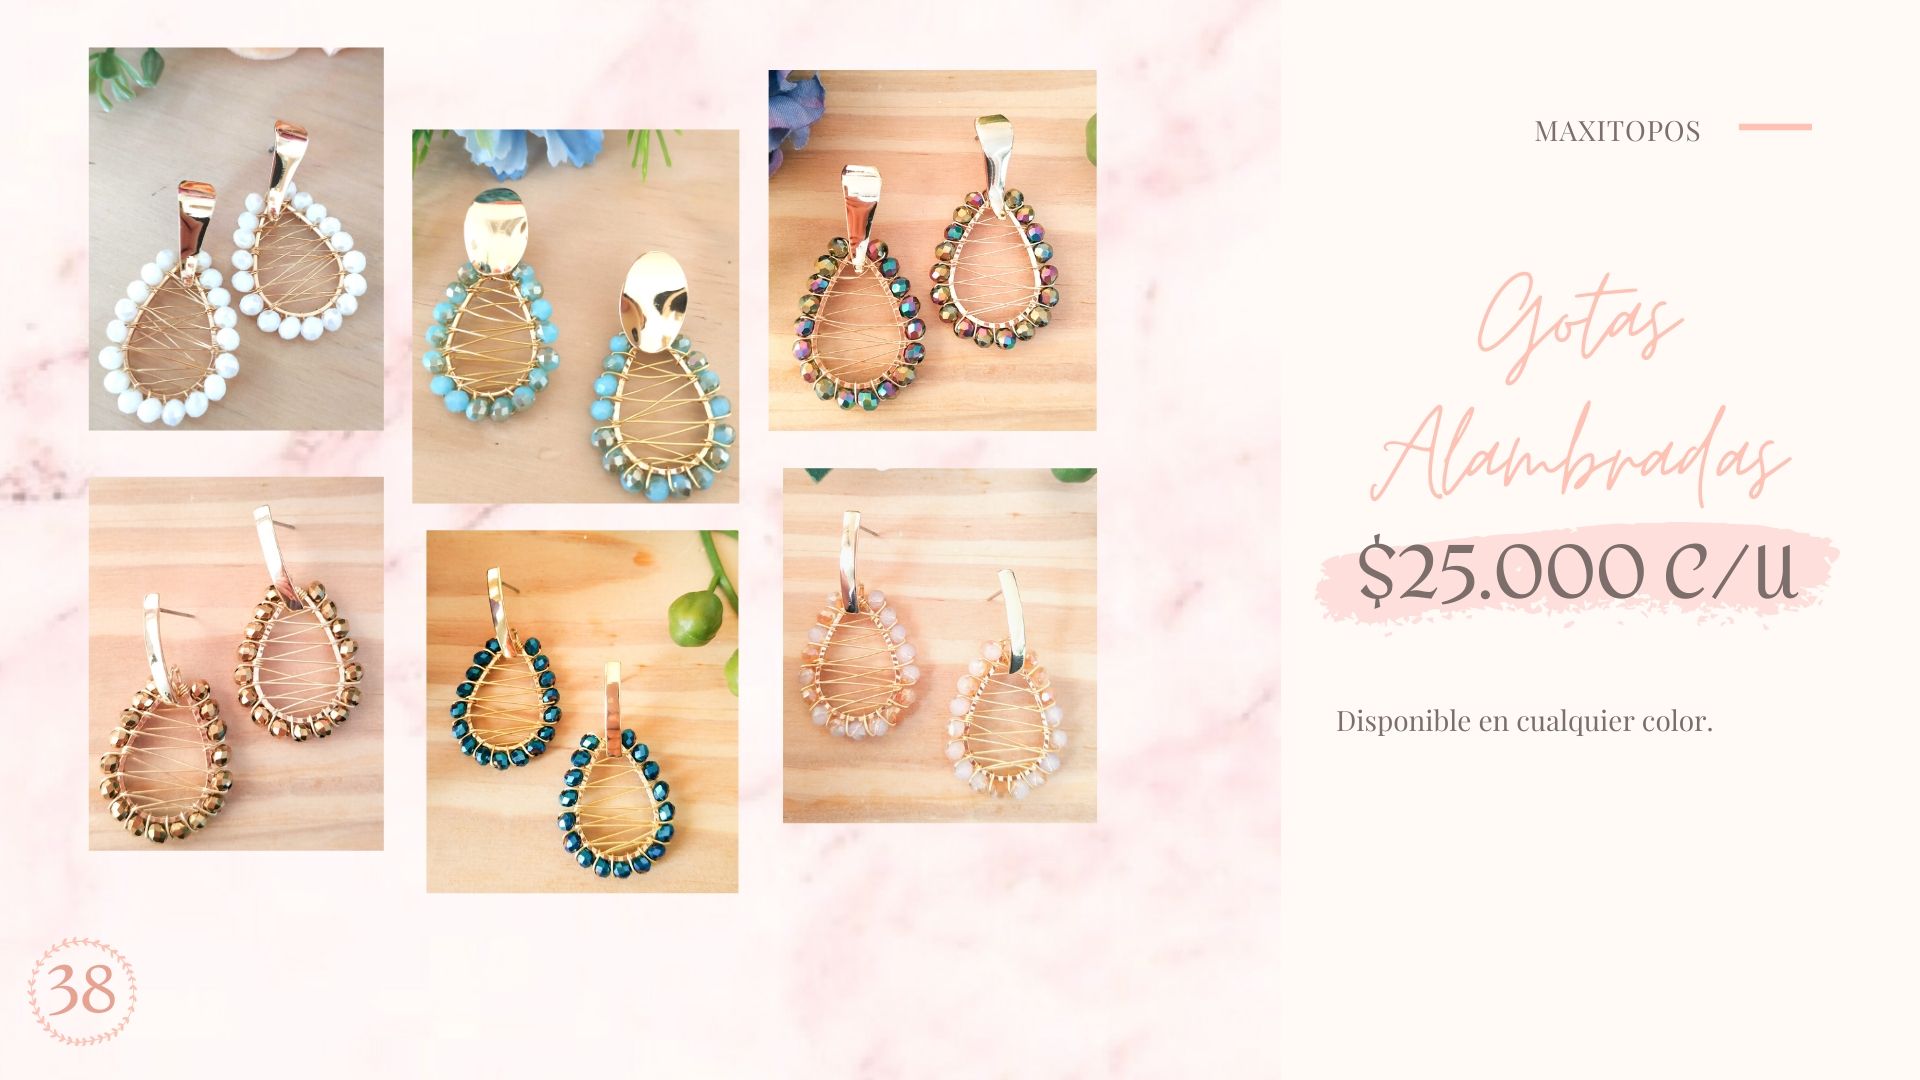 MAXITOPOS
Gotas
Alambradas
$25.000 C/U
Disponible en cualquier color.
38